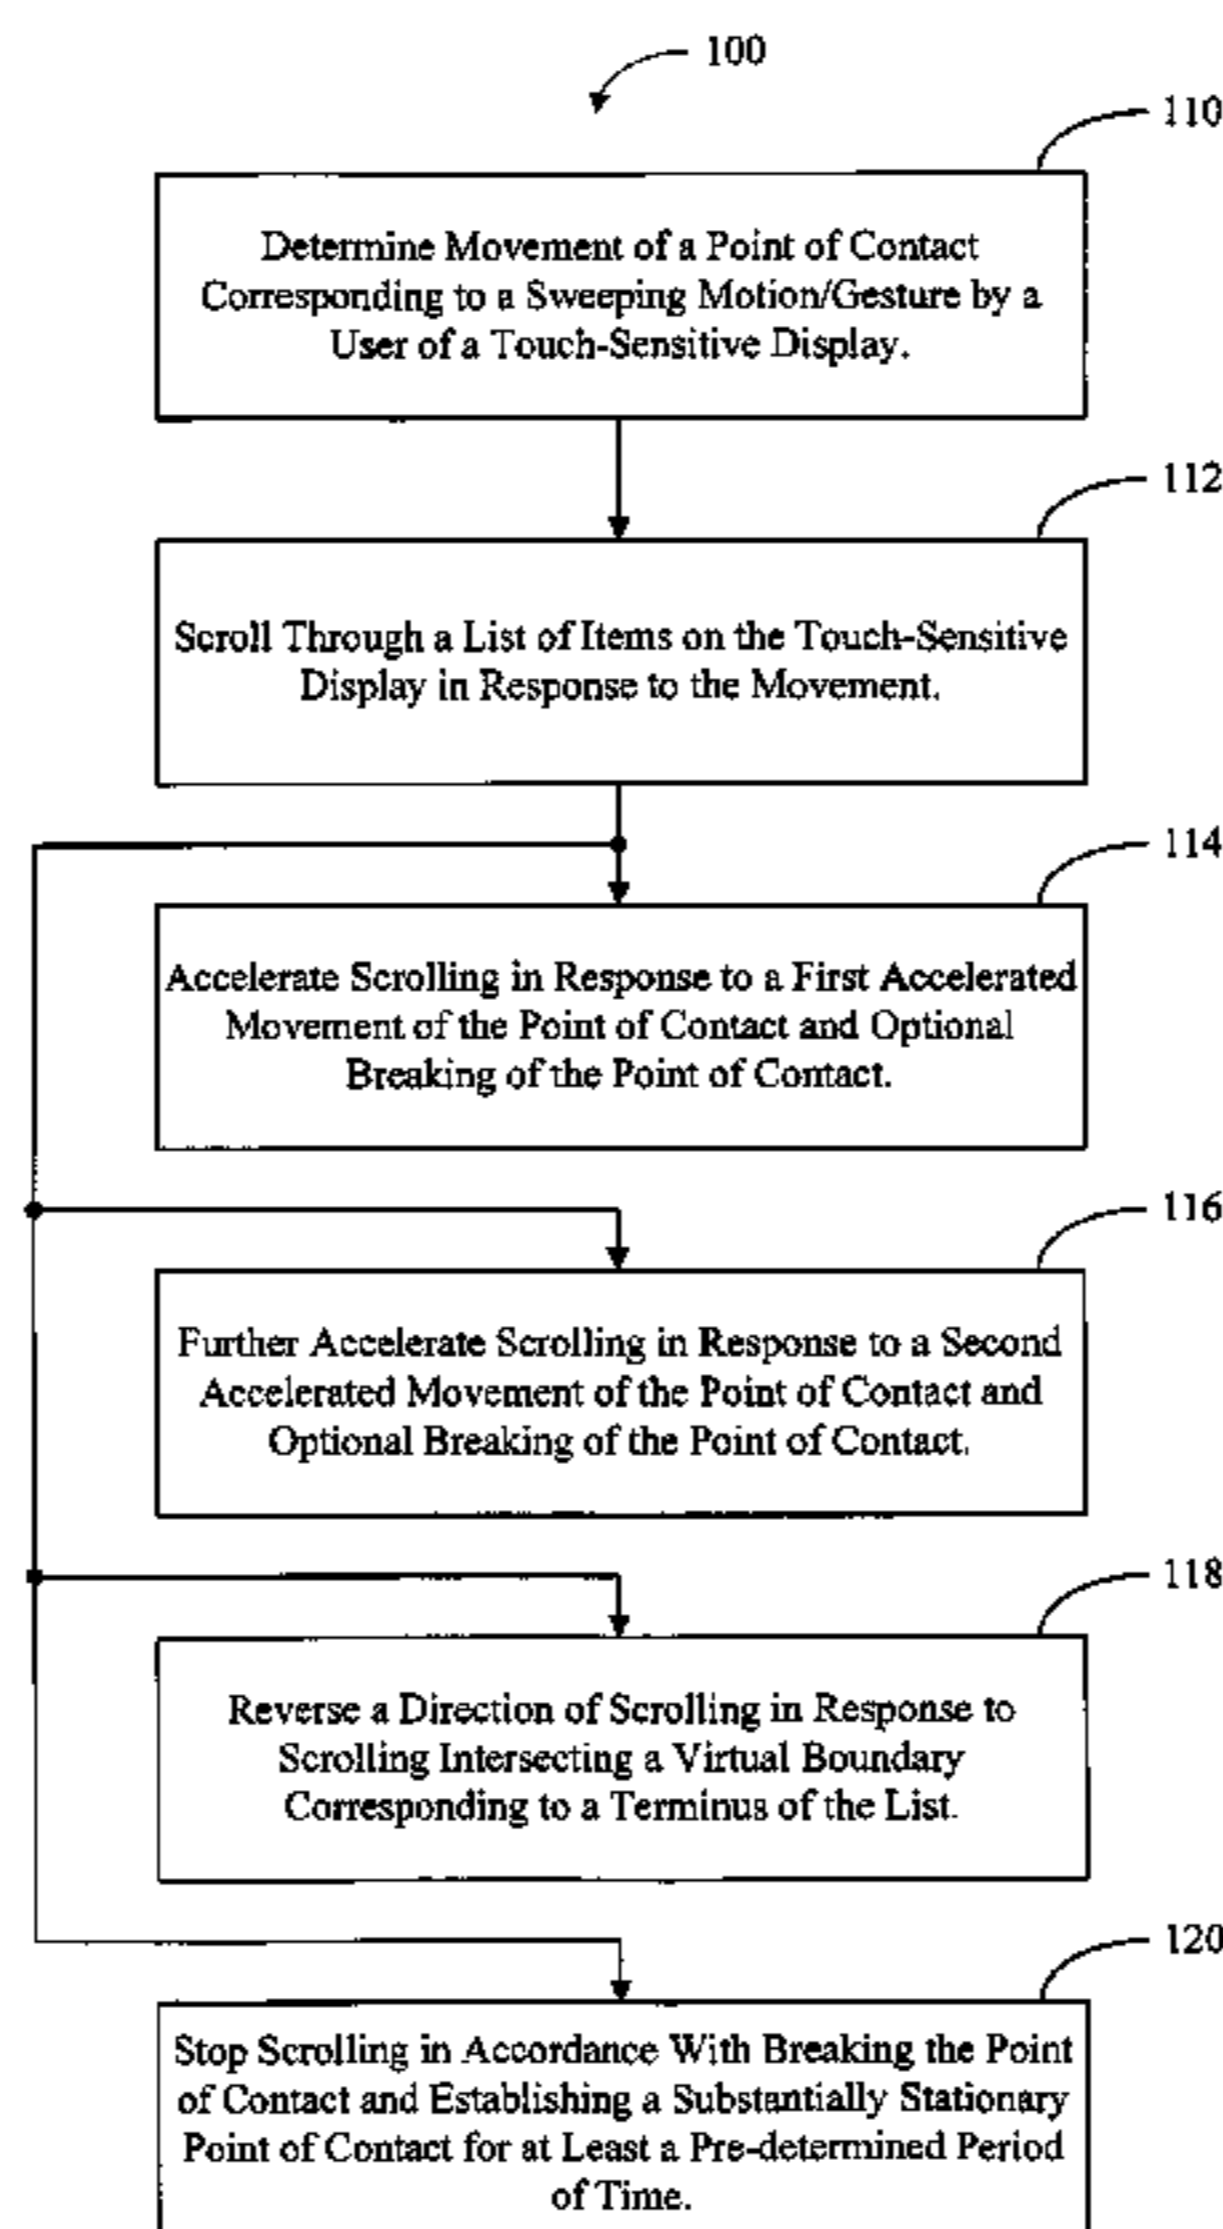 100
110
Determine Movement of a Point of Contact
Corresponding to a Sweeping Motion/Gesture by a
User of a Touch-Sensitive Display.
112
Scroll Through a List of Items on the Touch-Sensitive
Display in Response to the Movement.
114
Accelerate Scrolling in Response to a First Accelerated
Movement of the Point of Contact and Optional
Breaking of the Point of Contact.
116
Further Accelerate Scrolling in Response to a Second
Accelerated Movement of the Point of Contact and
Optional Breaking of the Point of Contact.
118
Reverse a Direction of Scrolling in Response to
Scrolling Intersecting a Virtual Boundary
Corresponding to a Terminus of the List.
120
Stop Scrolling in Accordance With Breaking the Point
of Contact and Establishing a Substantially Stationary
Point of Contact for at Least a Pre-determined Period
of Time.